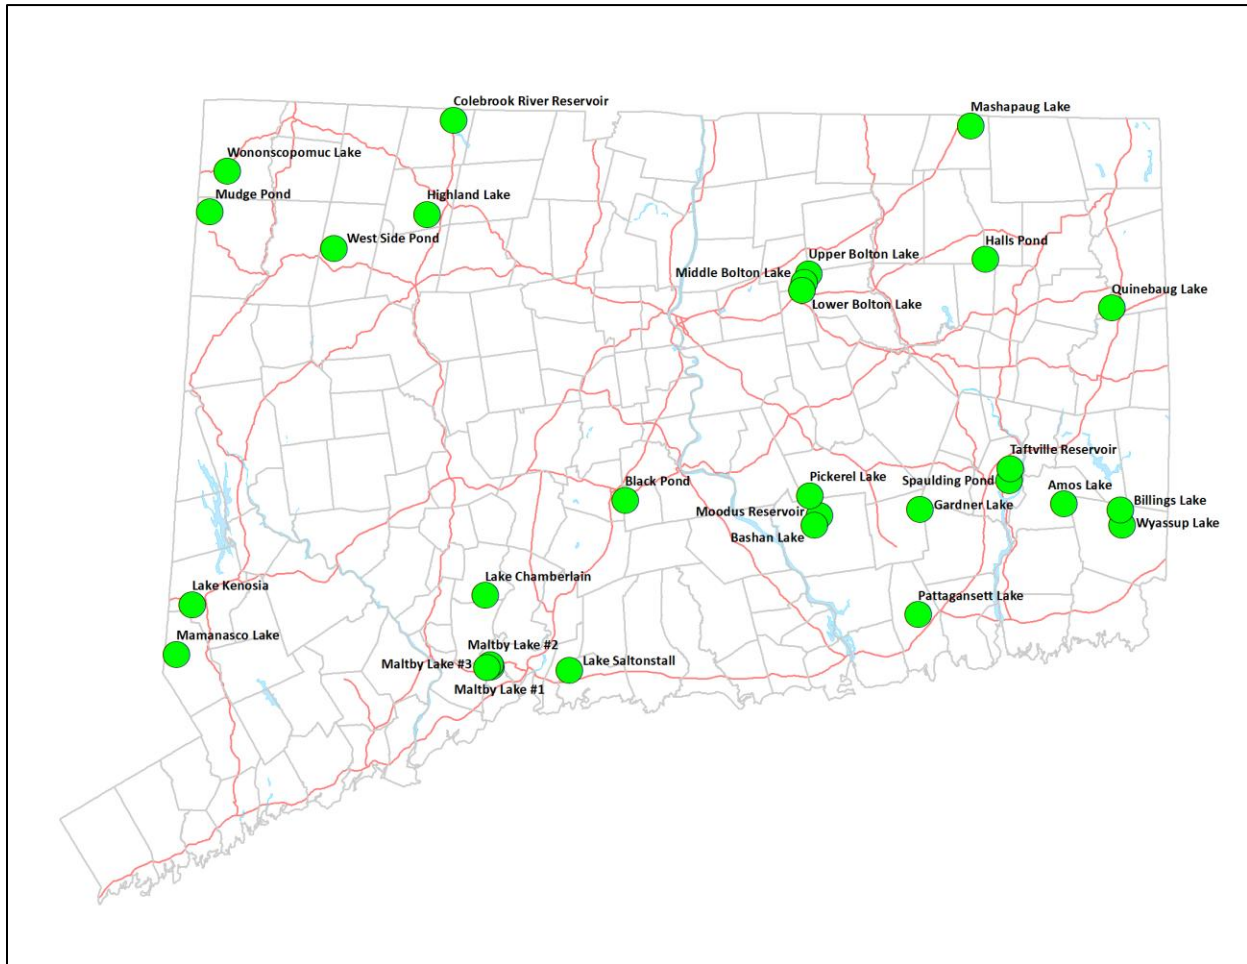 Colebrook River Reservoir
Mashapaug Lake
Wononscopomuc Lake
Mudge Pond
Highland Lake
West Side Pond
Halls Pond
Upper Bolton Lake
Middle Bolton Lake
Quinebaug Lake
Lower Bolton Lake
Taftville Reservoir
Pickerel Lake
Spaulding Pond
Black Pond
Amos Lake
Billings Lake
Moodus Reservoir
Gardner Lake
Wyassup Lake
Bashan Lake
Lake Chamberlain
Lake Kenosia
Pattagansett Lake
Mamanasco Lake
Maltby Lake #2
Maltby Lake #3
Lake Saltonstall
Maltby Lake #1